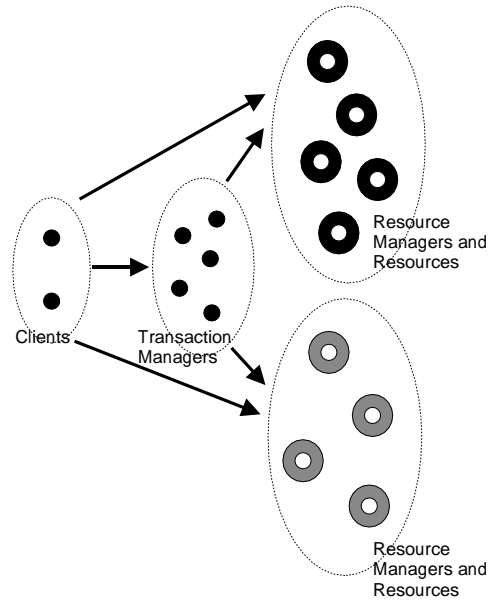 Resource
Managers and
Resources
Clients
Transaction
Managers
Resource
Managers and
Resources